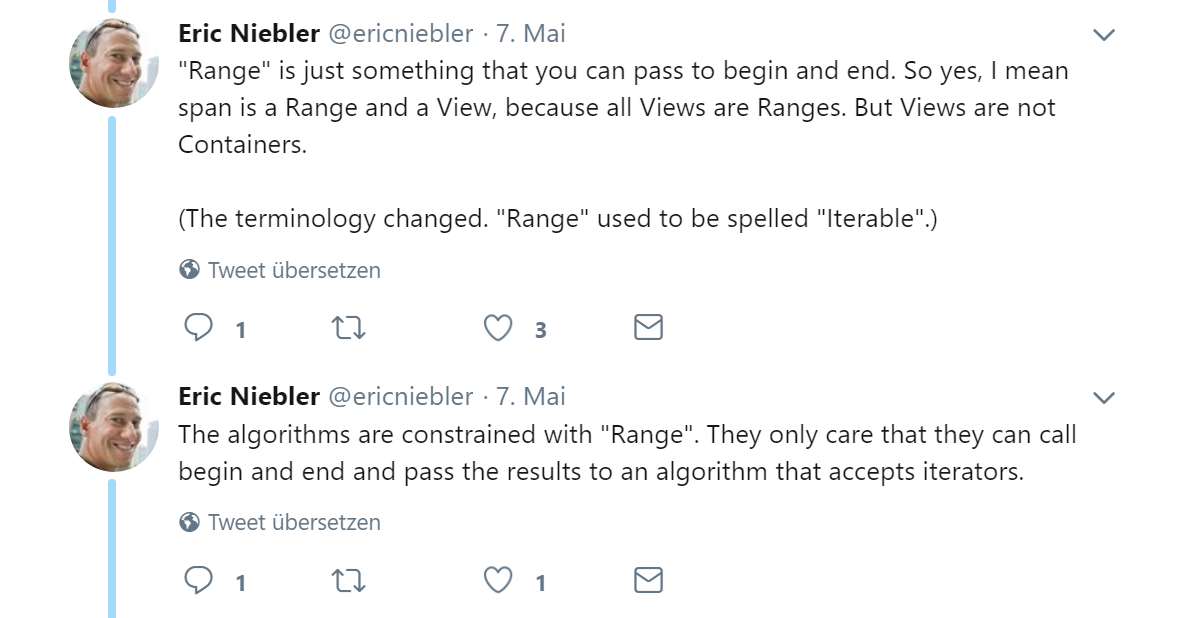 Eric Niebler @ericniebler · 7. Mai
"Range" is just something that you can pass to begin and end. So yes, I mean
span is a Range and a View, because all Views are Ranges. But Views are not
Containers.
(The terminology changed. "Range" used to be spelled "Iterable".)
Tweet übersetzen
1 3
Eric Niebler @ericniebler · 7. Mai
The algorithms are constrained with "Range". They only care that they can call
begin and end and pass the results to an algorithm that accepts iterators.
Tweet übersetzen
1 1